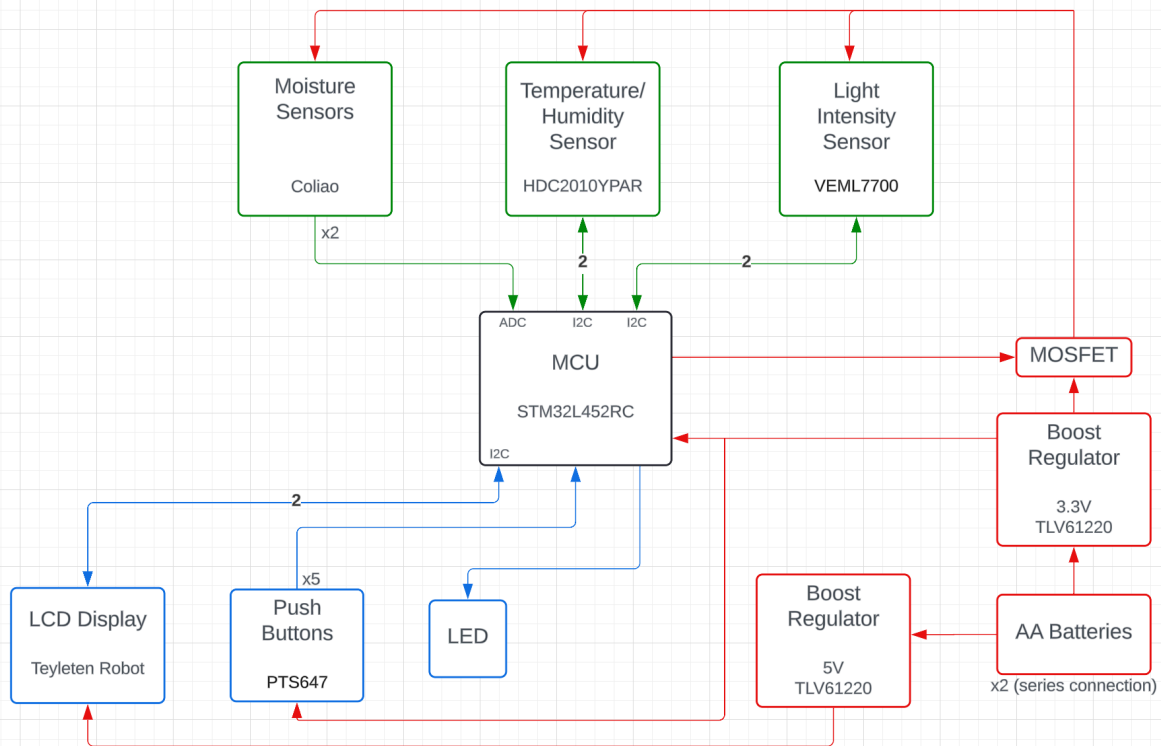 Moisture
Sensors
Coliao
Temperature/
Humidity
Sensor
HDC2010YPAR
Light
Intensity
Sensor
VEML7700
x2
2
2
ADC
I2C
I2C
MCU
STM32L452RC
I2C
MOSFET
Boost
Regulator
3.3V
TLV61220
2
x5
LCD Display
Teyleten Robot
Push
Buttons
PTS647
LED
Boost
Regulator
5V
TLV61220
AA Batteries
x2 (series connection)